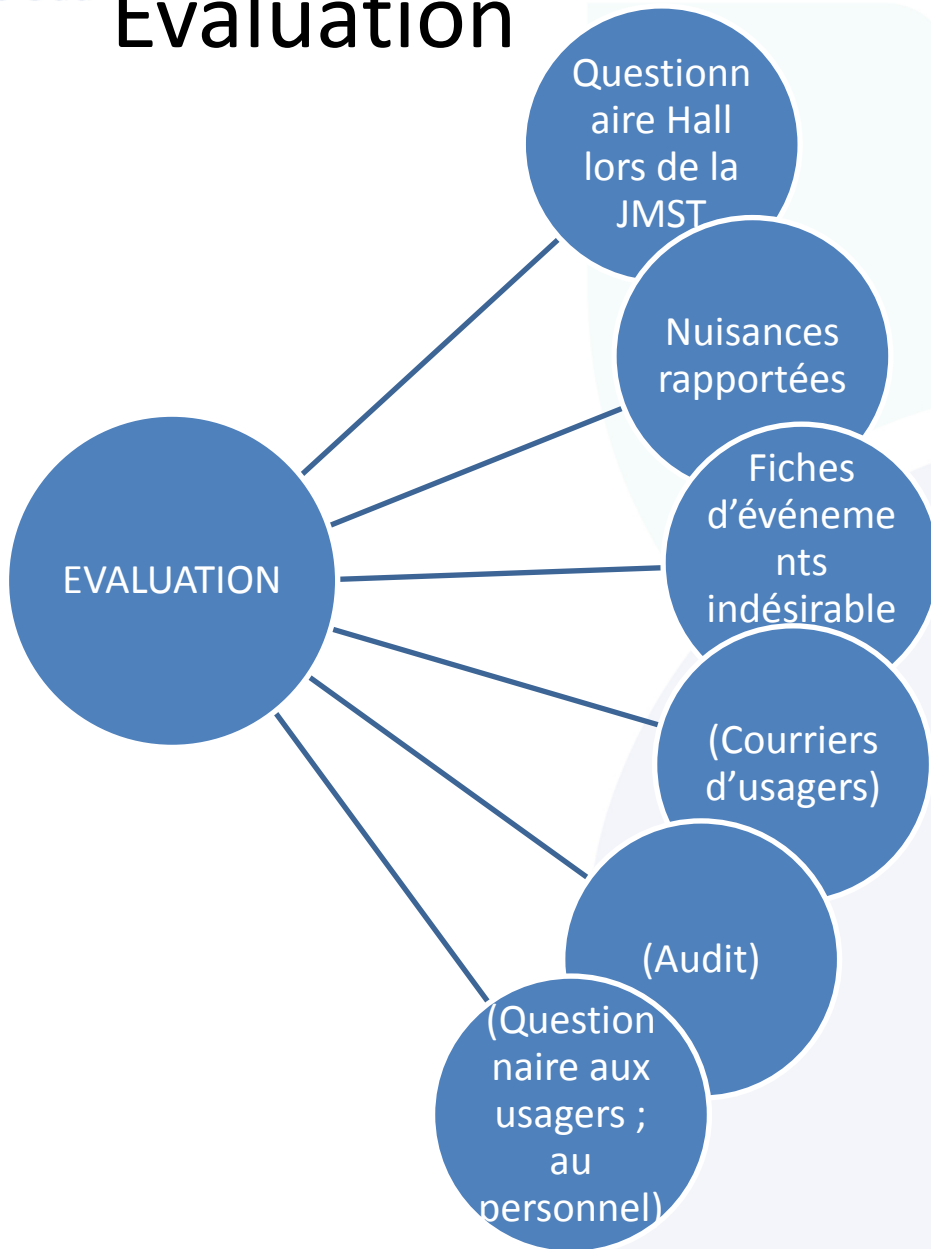 Evaluation
Questionn
aire Hall
lors de la
JMST
Nuisances
rapportées
Fiches
d’événeme
nts
indésirable
EVALUATION
(Courriers
d’usagers)
(Audit)
(Question
naire aux
usagers ;
au
personnel)